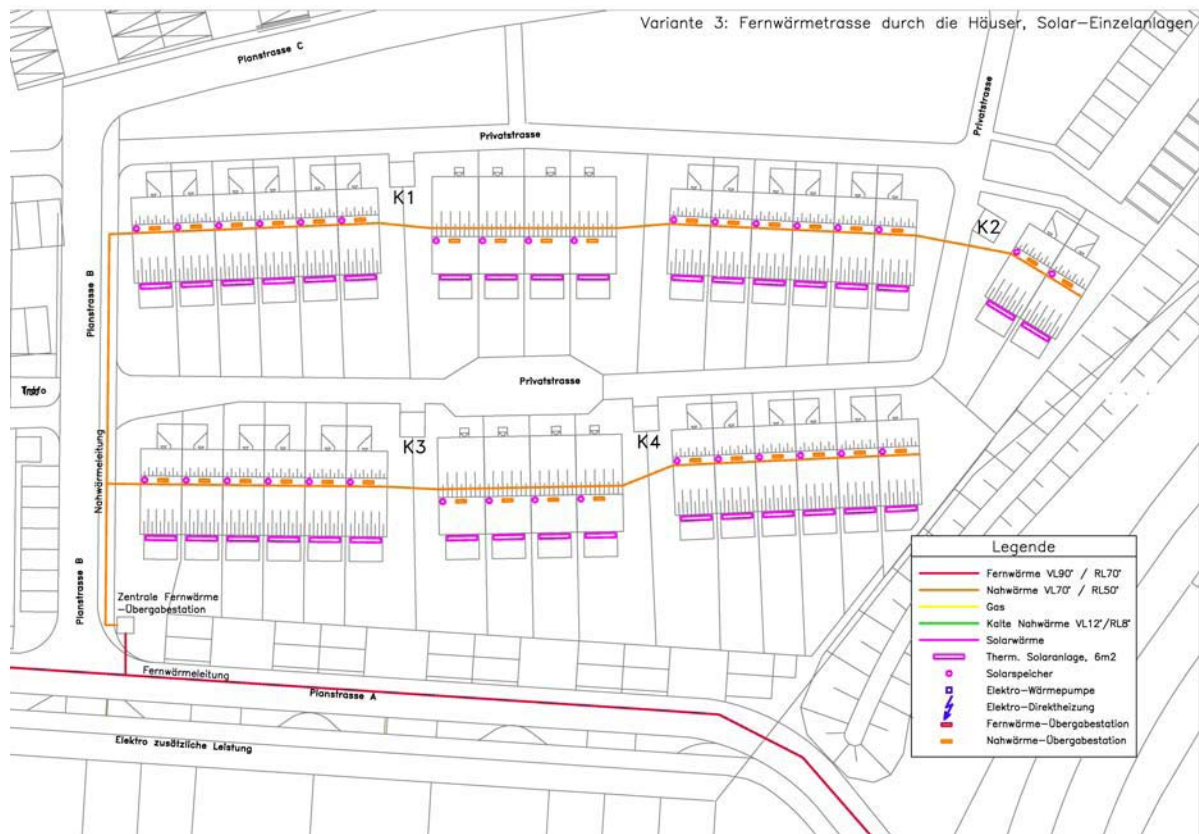 Variante 3: Fernwärmetrasse durch die Häuser, Solar-Einzelanlagen
Planstrasse C
Privatstrasse
Privatstrasse
K1
K2
Planstrasse B
Privatstrasse
K3
K4
Nahwärmeleitung
Planstrasse B
Zentrale Fernwärme
-Übergabestation
Fernwärmeleitung
Planstrasse A
Elektro zusätzliche Leistung
Legende
Fernwärme VL90° / RL70°
Nahwärme VL70° / RL50°
Gas
Kalte Nahwärme VL12°/RL8°
Solarwärme
Therm. Solaranlage, 6m2
Solarspeicher
Elektro-Wärmepumpe
Elektro-Direktheizung
Fernwärme-Übergabestation
Nahwärme-Übergabestation